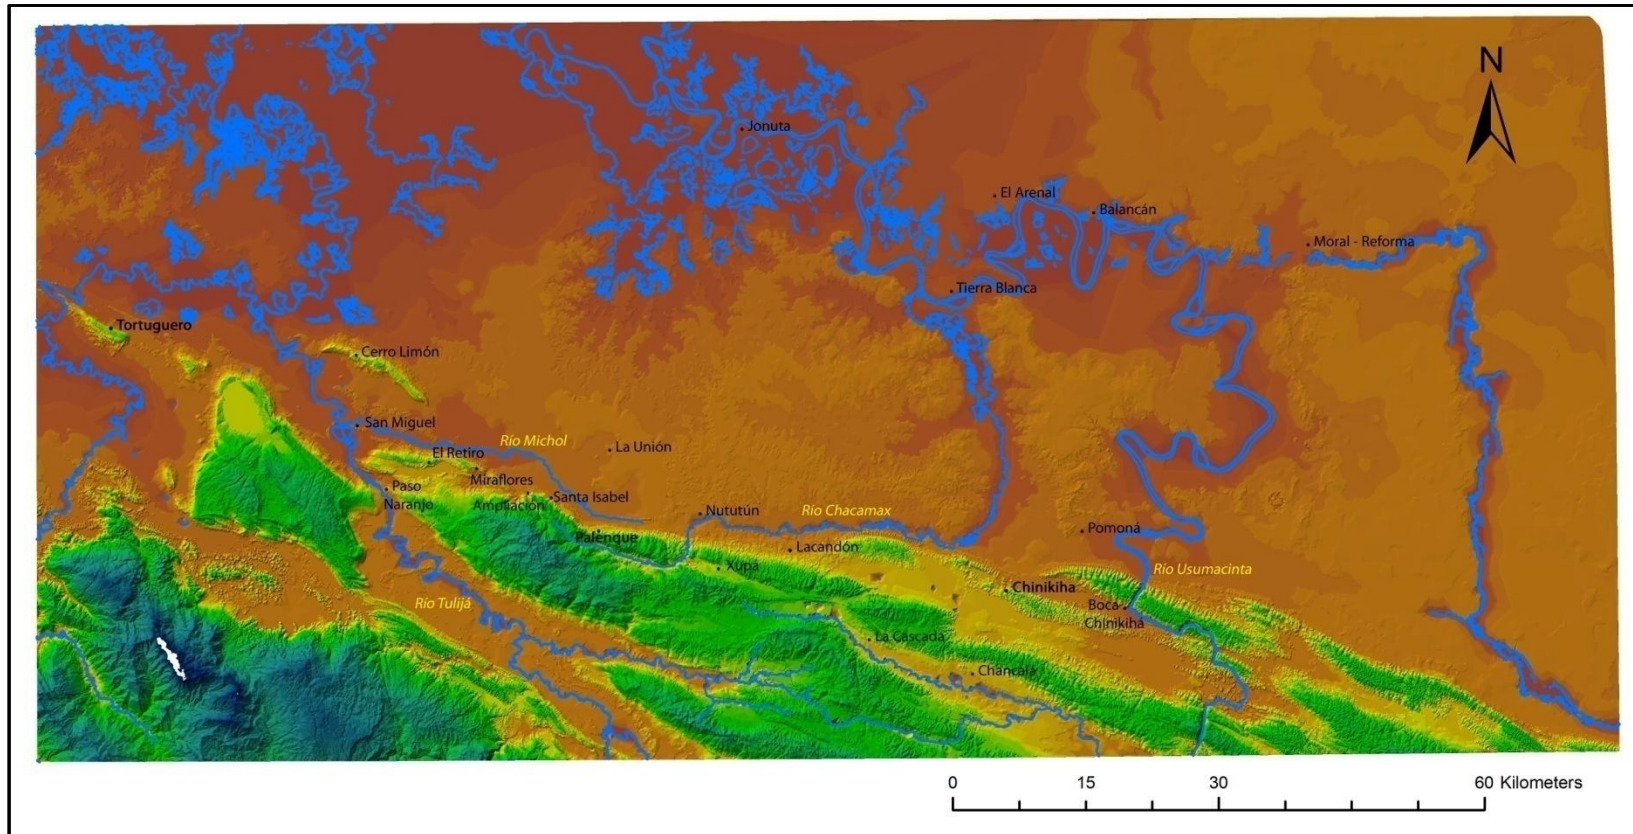 N
Jonuta
El Arenal
Balancán
Moral - Reforma
Tierra Blanca
Tortuguero
Cerro Limón
San Miguel
Río Michol
La Unión
El Retiro
Miraflores
Paso
Naranjo
Ampliación
Santa Isabel
Nututún
Río Chacamax
Palenque
Lacandón
Pomoná
Xupá
Río Usumacinta
Chinikiha
Río Tulijá
Boca
Chinikihá
La Cascada
Chancalá
0 15 30 60 Kilometers